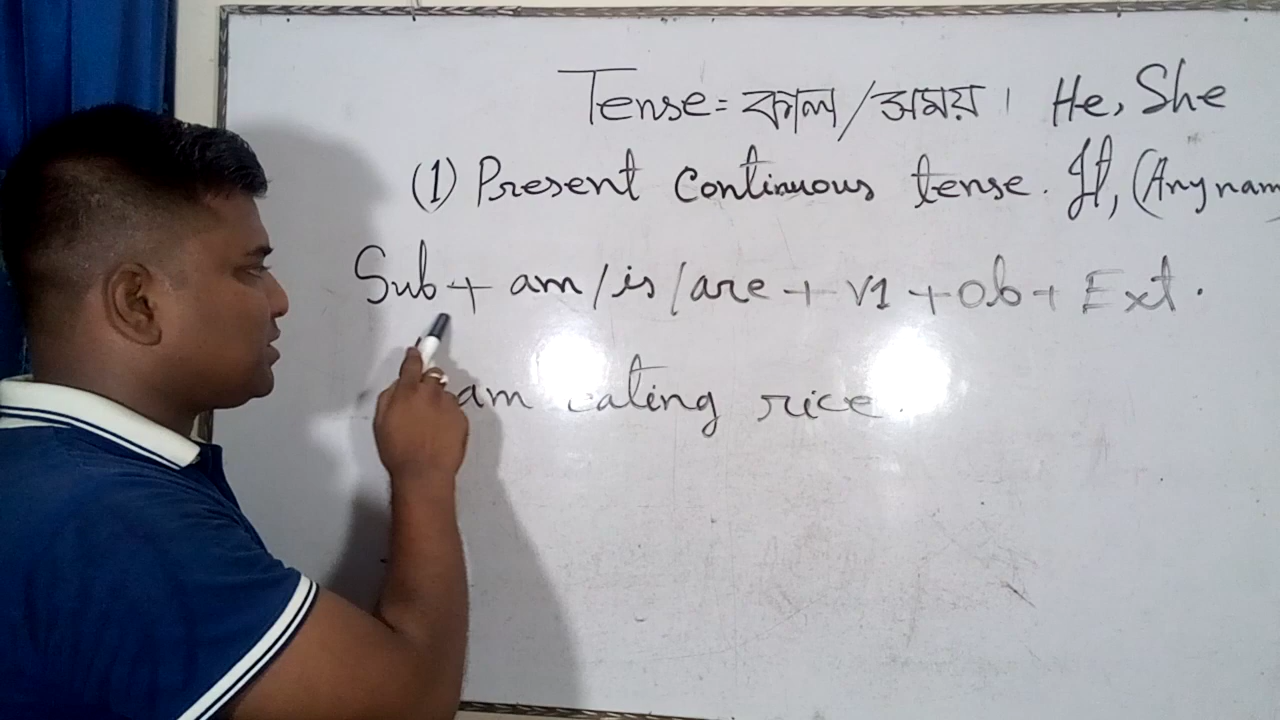 Tense = কাল / সময়। He, She
(1) Present Continuous tense. It, (Any nam
Sub + am / is / are + V1 + Ob + Ext.
am eating rice.